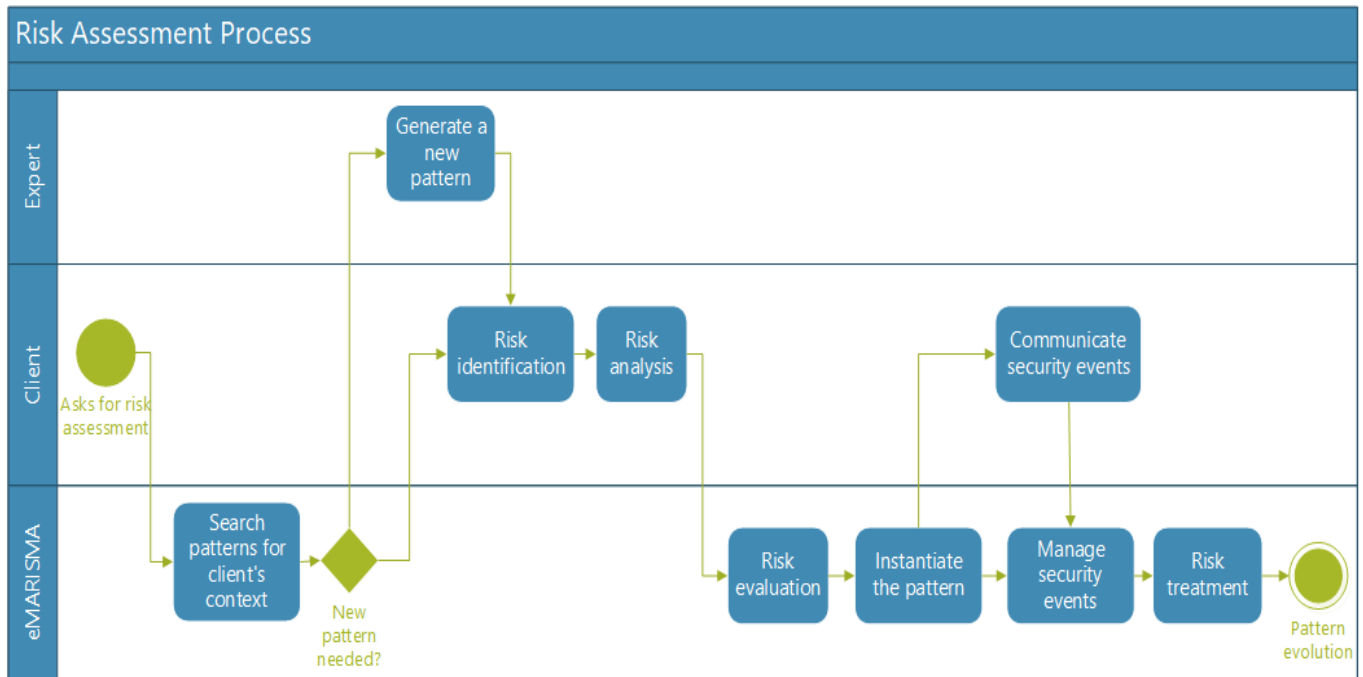 Risk Assessment Process
Expert
Generate a
new
pattern
Client
Asks for risk
assessment
Risk
identification
Risk
analysis
Communicate
security events
eMARISMA
Search
patterns for
client's
context
New
pattern
needed?
Risk
evaluation
Instantiate
the pattern
Manage
security
events
Risk
treatment
Pattern
evolution